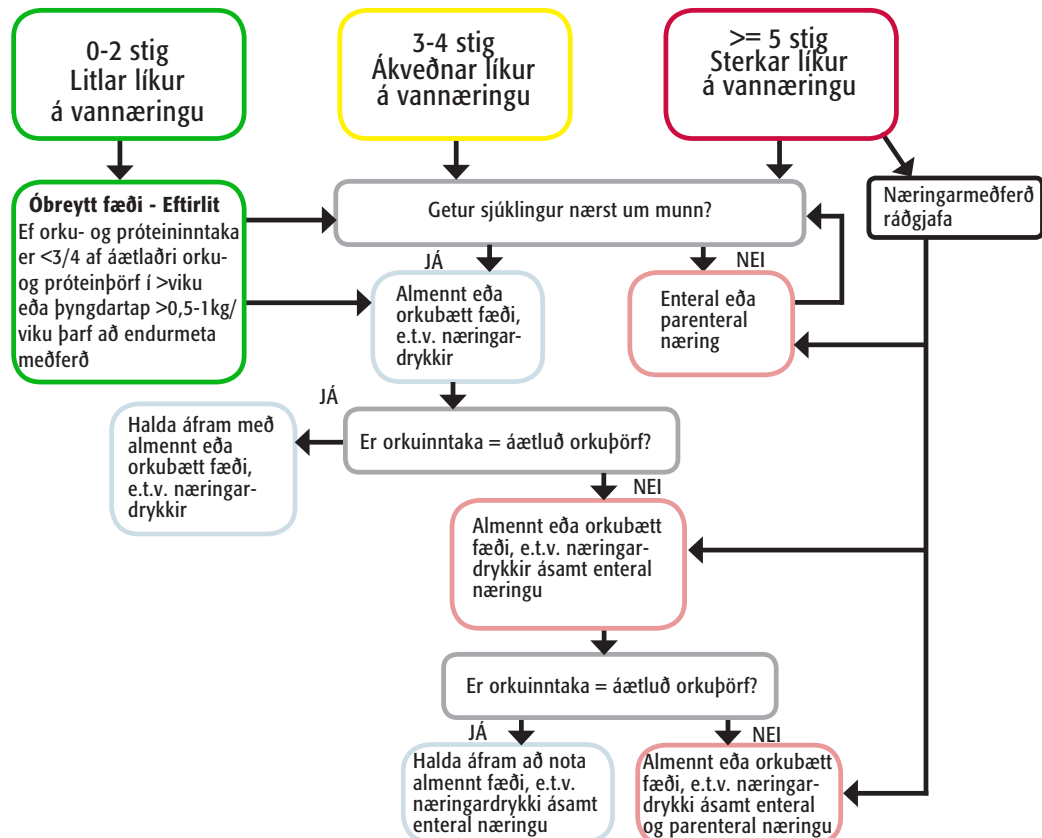 0-2 stig
Litlar líkur
á vannæringu
3-4 stig
Ákveðnar líkur
á vannæringu
>= 5 stig
Sterkar líkur
á vannæringu
Óbreytt fæði - Eftirlit
Ef orku- og próteininntaka
er <3/4 af áætlaðri orku-
og próteinþörf í >viku
eða þyngdartap >0,5-1kg/
viku þarf að endurmeta
meðferð
Getur sjúklingur nærst um munn?
Næringarmeðferð
ráðgjafa
JÁ
NEI
Almennt eða
orkubætt fæði,
e.t.v. næringar-
drykkir
Enteral eða
parenteral
næring
JÁ
Halda áfram með
almennt eða
orkubætt fæði,
e.t.v. næringar-
drykkir
Er orkuinntaka = áætluð orkuþörf?
NEI
Almennt eða orkubætt
fæði, e.t.v. næringar-
drykkir ásamt enteral
næringu
Er orkuinntaka = áætluð orkuþörf?
JÁ
NEI
Halda áfram að nota
almennt fæði, e.t.v.
næringardrykki ásamt
enteral næringu
Almennt eða orkubætt
fæði, e.t.v. næringar-
drykki ásamt enteral
og parenteral næringu